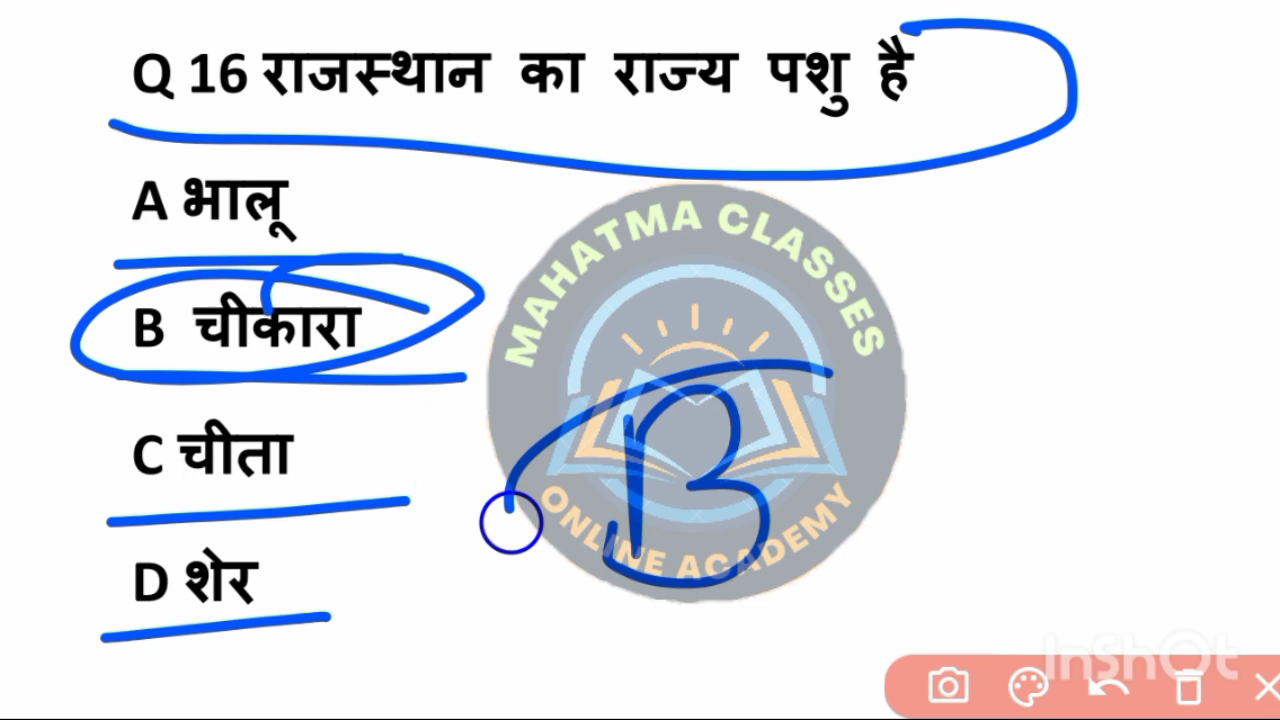 Q 16 राजस्थान का राज्य पशु है
A भालू
B चीकारा
C चीता
D शेर
MAHATMA CLASSES
B
ONLINE ACADEMY
InShOt